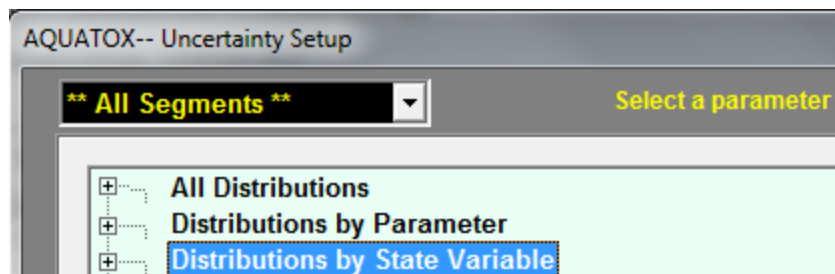 AQUATOX-- Uncertainty Setup
** All Segments **
Select a parameter
All Distributions
Distributions by Parameter
Distributions by State Variable